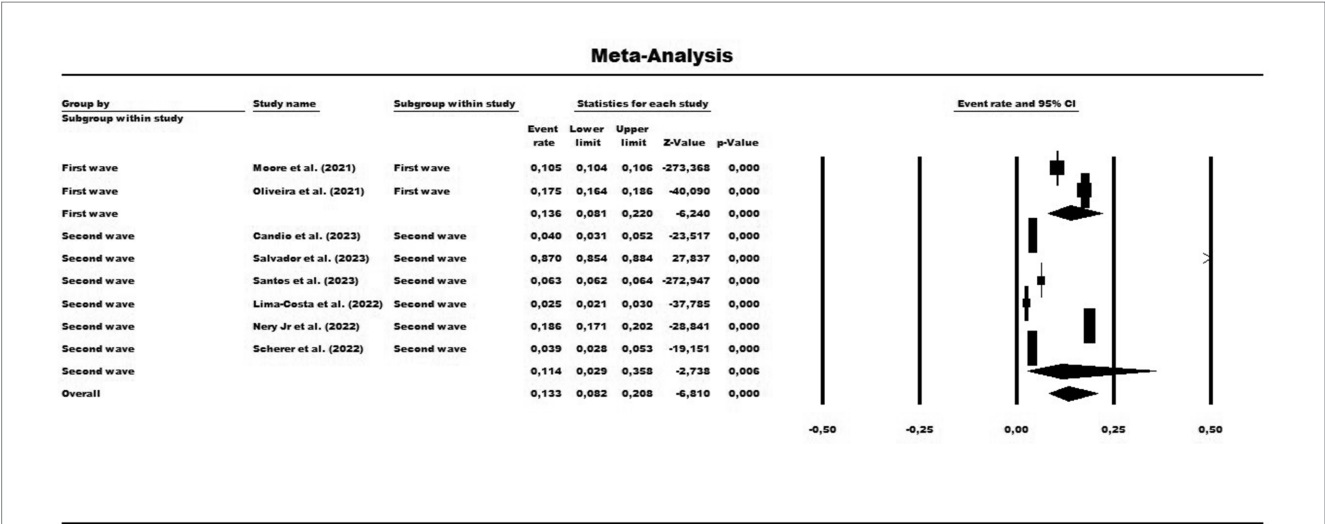 Meta-Analysis
Group by Study name Subgroup within study Statistics for each study Event rate and 95% CI
Subgroup within study
Event Lower Upper
rate limit limit Z-Value p-Value
First wave Moore et al. (2021) First wave 0,105 0,104 0,106 -273,368 0,000
First wave Oliveira et al. (2021) First wave 0,175 0,164 0,186 -40,090 0,000
First wave 0,136 0,081 0,220 -6,240 0,000
Second wave Candio et al. (2023) Second wave 0,040 0,031 0,052 -23,517 0,000
Second wave Salvador et al. (2023) Second wave 0,870 0,854 0,884 27,837 0,000
Second wave Santos et al. (2023) Second wave 0,063 0,062 0,064 -272,947 0,000
Second wave Lima-Costa et al. (2022) Second wave 0,025 0,021 0,030 -37,785 0,000
Second wave Nery Jr et al. (2022) Second wave 0,186 0,171 0,202 -28,841 0,000
Second wave Scherer et al. (2022) Second wave 0,039 0,028 0,053 -19,151 0,000
Second wave 0,114 0,029 0,358 -2,738 0,006
Overall 0,133 0,082 0,208 -6,810 0,000
-0,50 -0,25 0,00 0,25 0,50